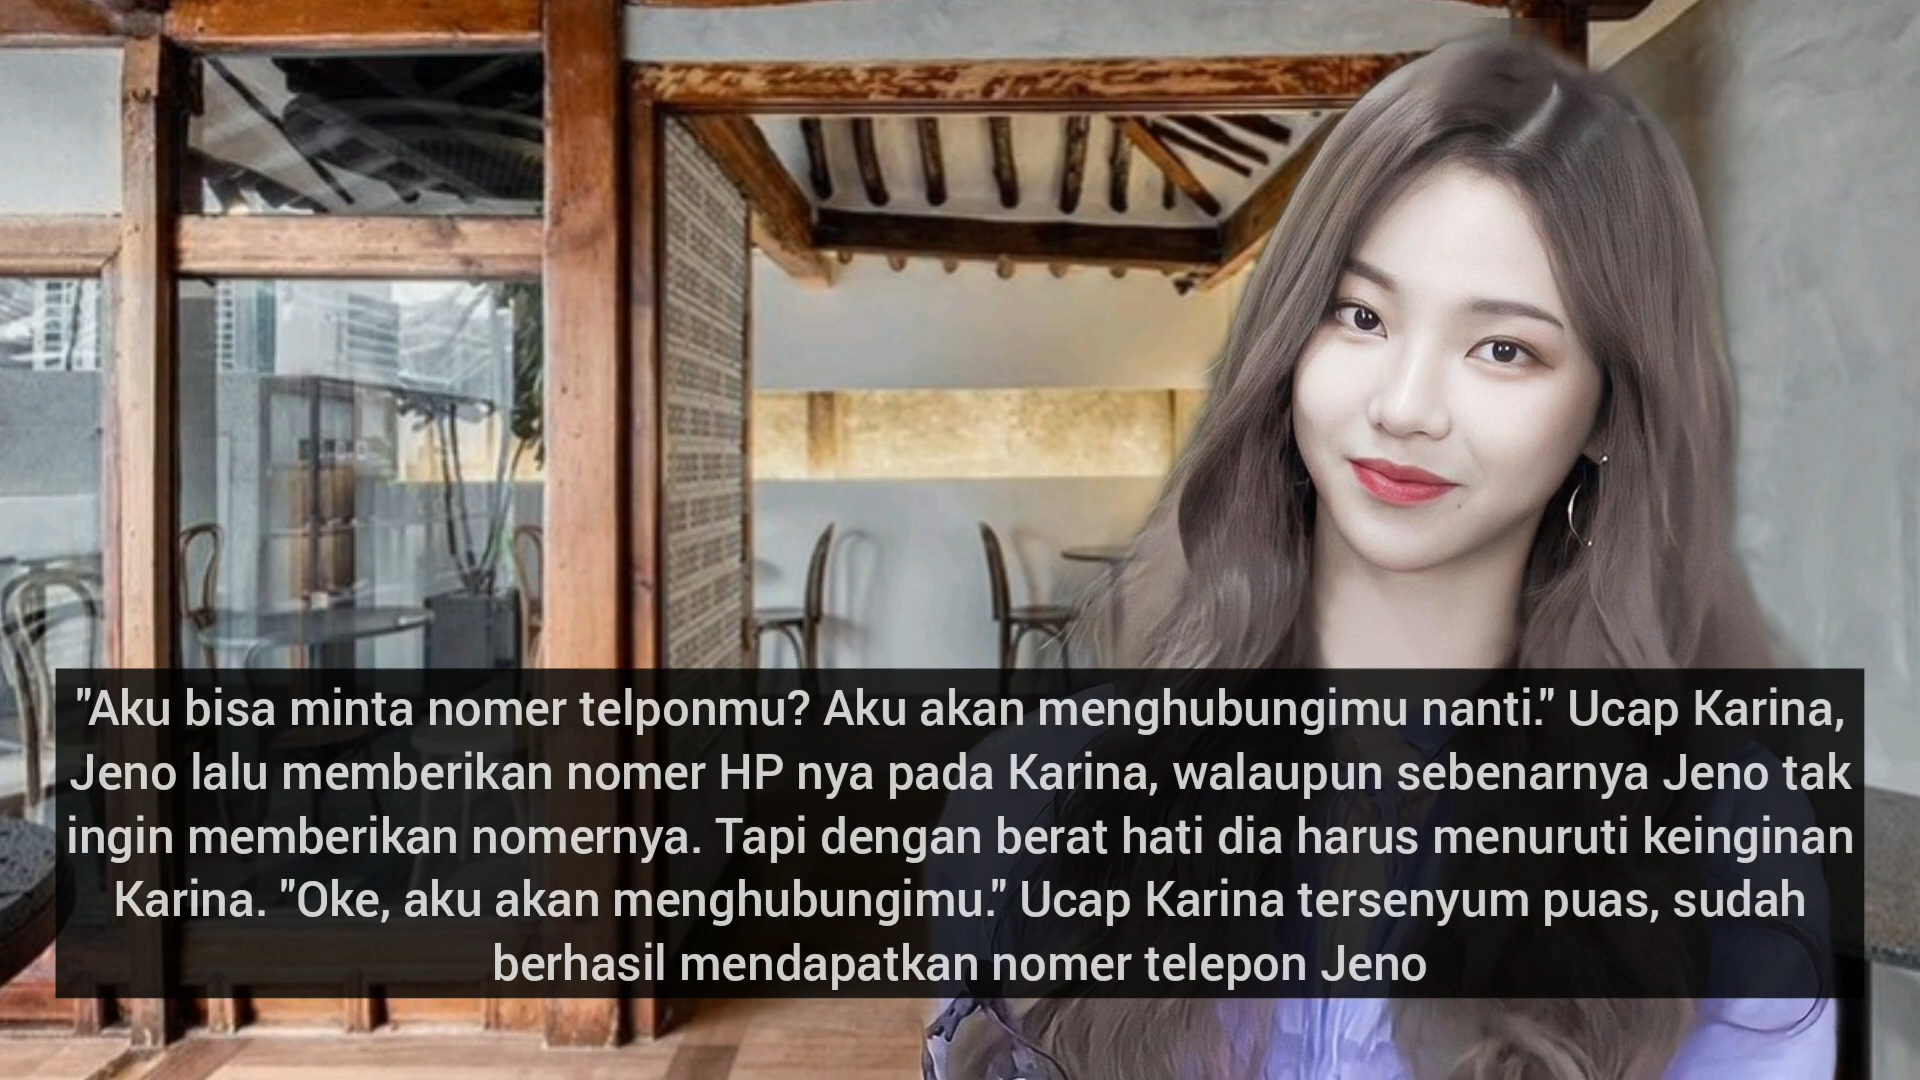 "Aku bisa minta nomer telponmu? Aku akan menghubungimu nanti." Ucap Karina,
Jeno lalu memberikan nomer HP nya pada Karina, walaupun sebenarnya Jeno tak
ingin memberikan nomernya. Tapi dengan berat hati dia harus menuruti keinginan
Karina. "Oke, aku akan menghubungimu." Ucap Karina tersenyum puas, sudah
berhasil mendapatkan nomer telepon Jeno